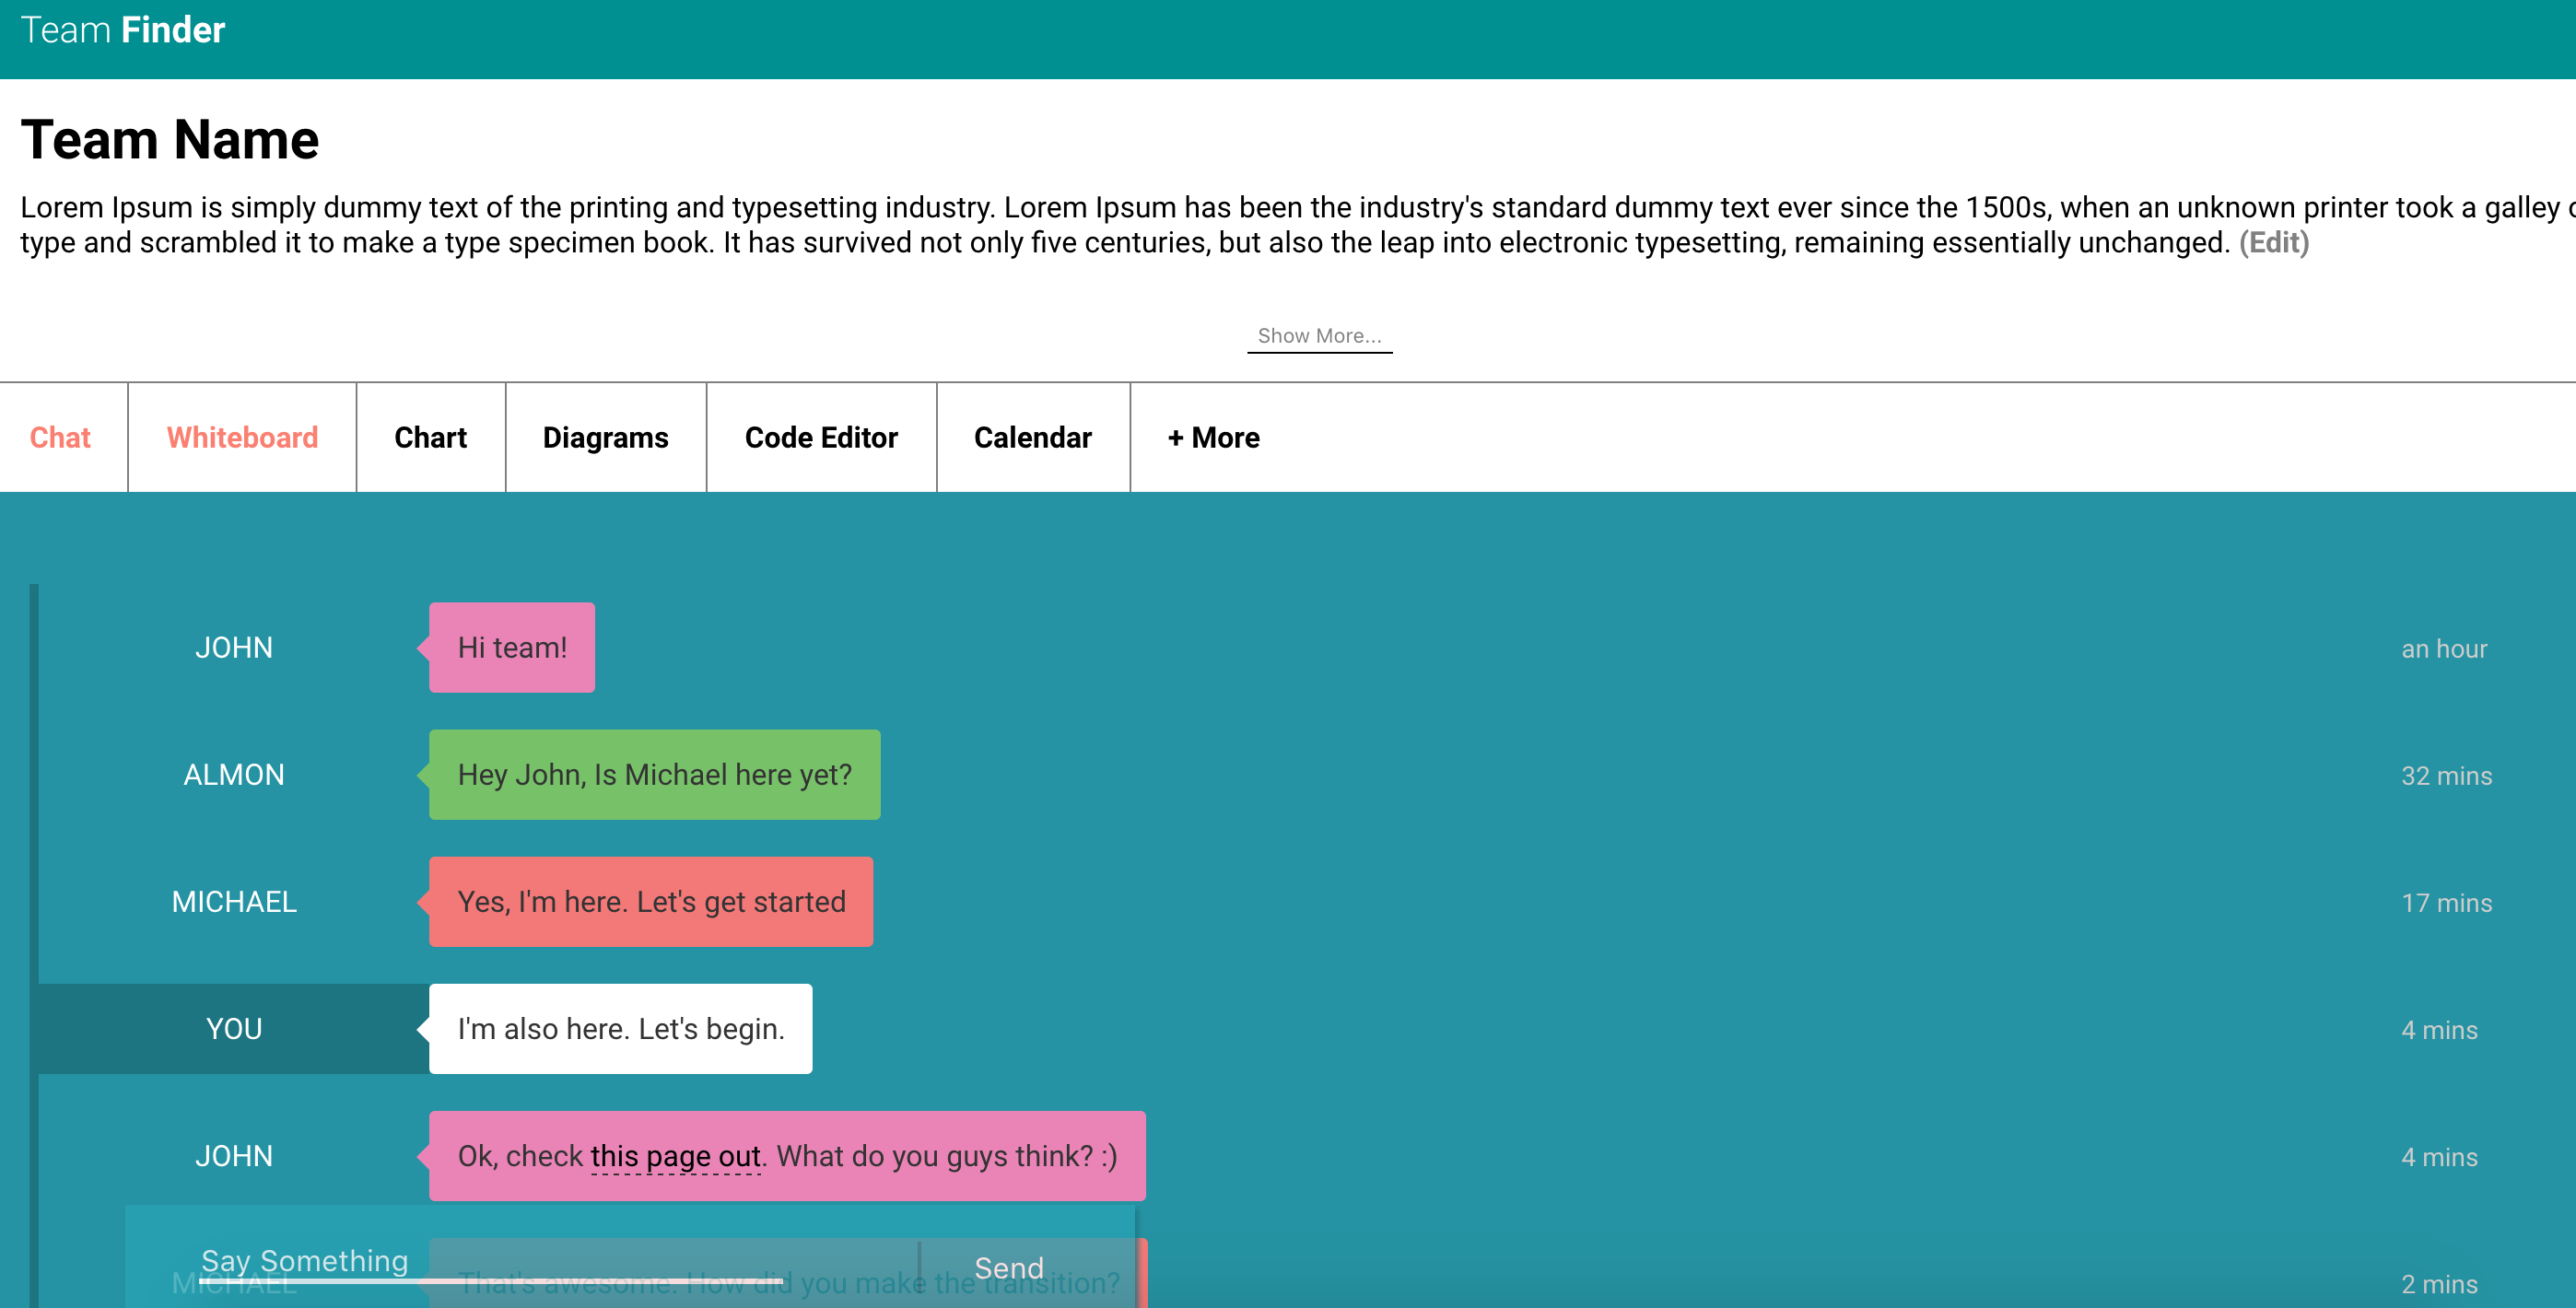 Team Finder
Team Name
Lorem Ipsum is simply dummy text of the printing and typesetting industry. Lorem Ipsum has been the industry's standard dummy text ever since the 1500s, when an unknown printer took a galley
type and scrambled it to make a type specimen book. It has survived not only five centuries, but also the leap into electronic typesetting, remaining essentially unchanged. (Edit)
Show More...
Chat Whiteboard Chart Diagrams Code Editor Calendar + More
JOHN Hi team! an hour
ALMON Hey John, Is Michael here yet? 32 mins
MICHAEL Yes, I'm here. Let's get started 17 mins
YOU I'm also here. Let's begin. 4 mins
JOHN Ok, check this page out. What do you guys think? :) 4 mins
Say Something Send
MICHAEL That's awesome. How did you make the transition? 2 mins